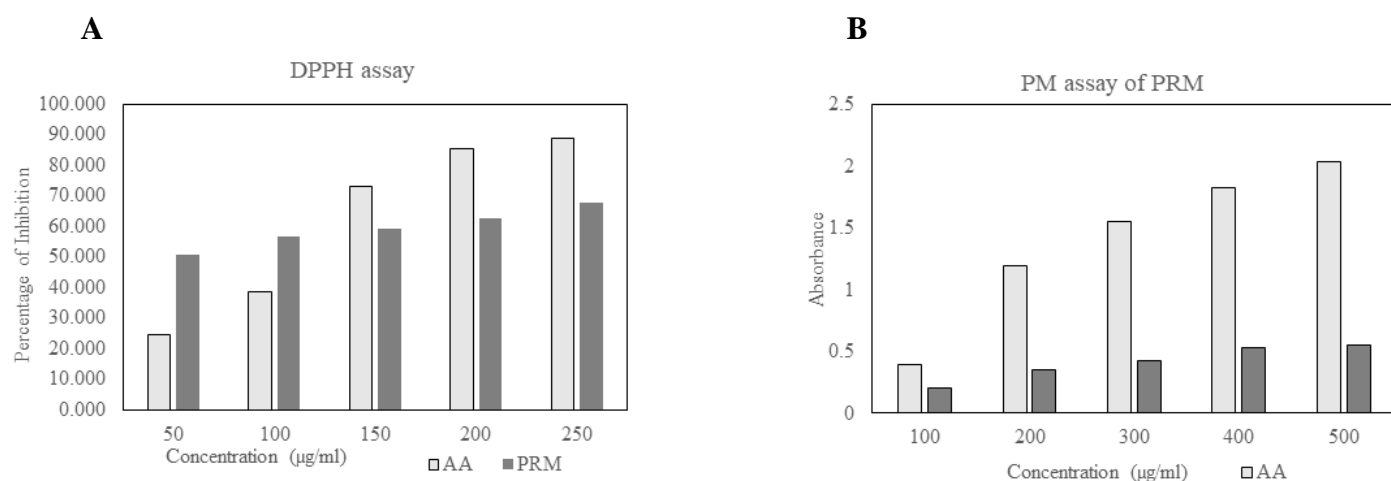 A
DPPH assay
100.000
90.000
80.000
70.000
60.000
50.000
40.000
30.000
20.000
10.000
0.000
Percentage of Inhibition
50 100 150 200 250
Concentration (µg/ml)
AA PRM
B
PM assay of PRM
2.5
2
1.5
1
0.5
0
Absorbance
100 200 300 400 500
Concentration (µg/ml)
AA